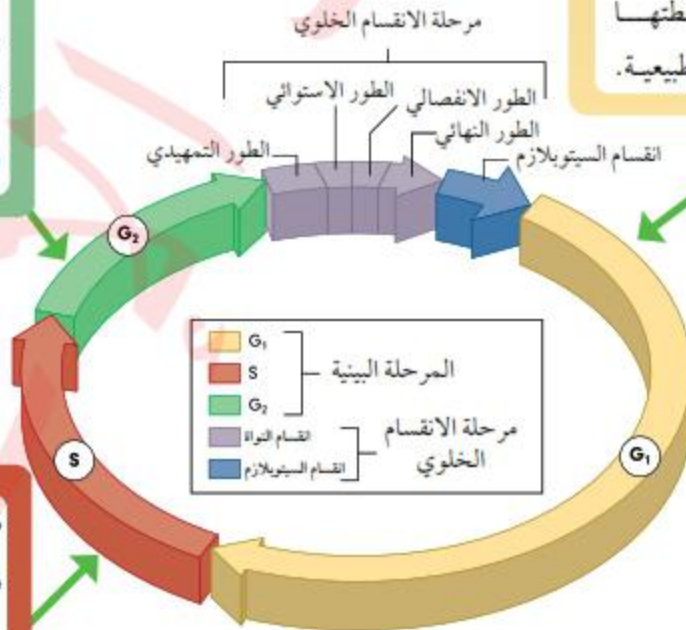 طبيعية.
مرحلة الانقسام الخلوي
الطور الانفصالي
الطور الاستوائي
الطور النهائي
انقسام السيتوبلازم
الطور التمهيدي
G₂
G₁
S
G₂
المرحلة البينية
انقسام النواة
انقسام السيتوبلازم
مرحلة الانقسام
الخلوي
S
G₁